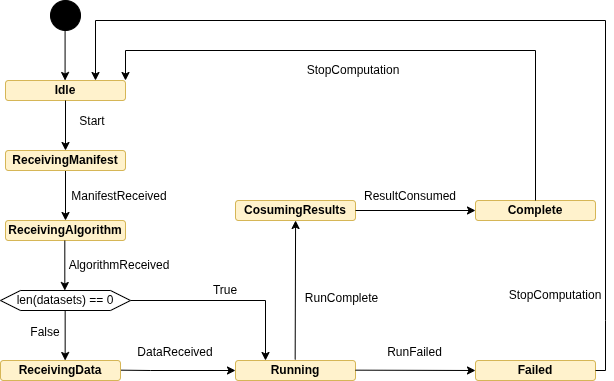 StopComputation
Idle
Start
ReceivingManifest
ManifestReceived
ResultConsumed
CosumingResults
Complete
ReceivingAlgorithm
AlgorithmReceived
True
len(datasets) == 0
RunComplete
StopComputation
False
DataReceived
RunFailed
ReceivingData
Running
Failed